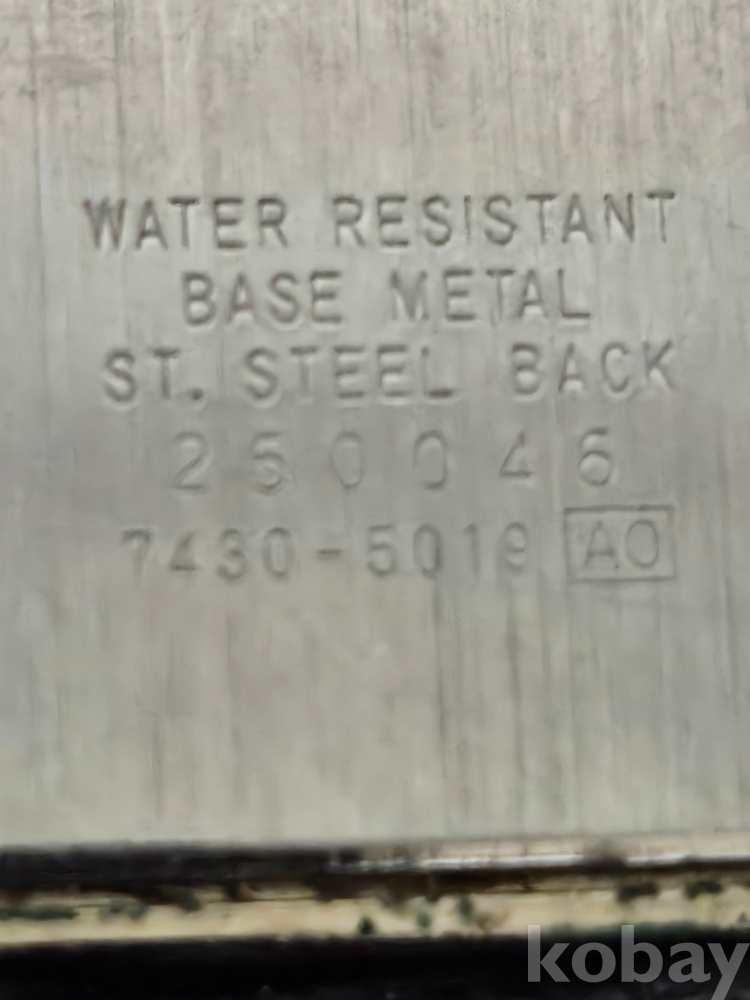 WATER RESISTANT
BASE METAL
ST. STEEL BACK
250046
7430-5019 AO
kobay